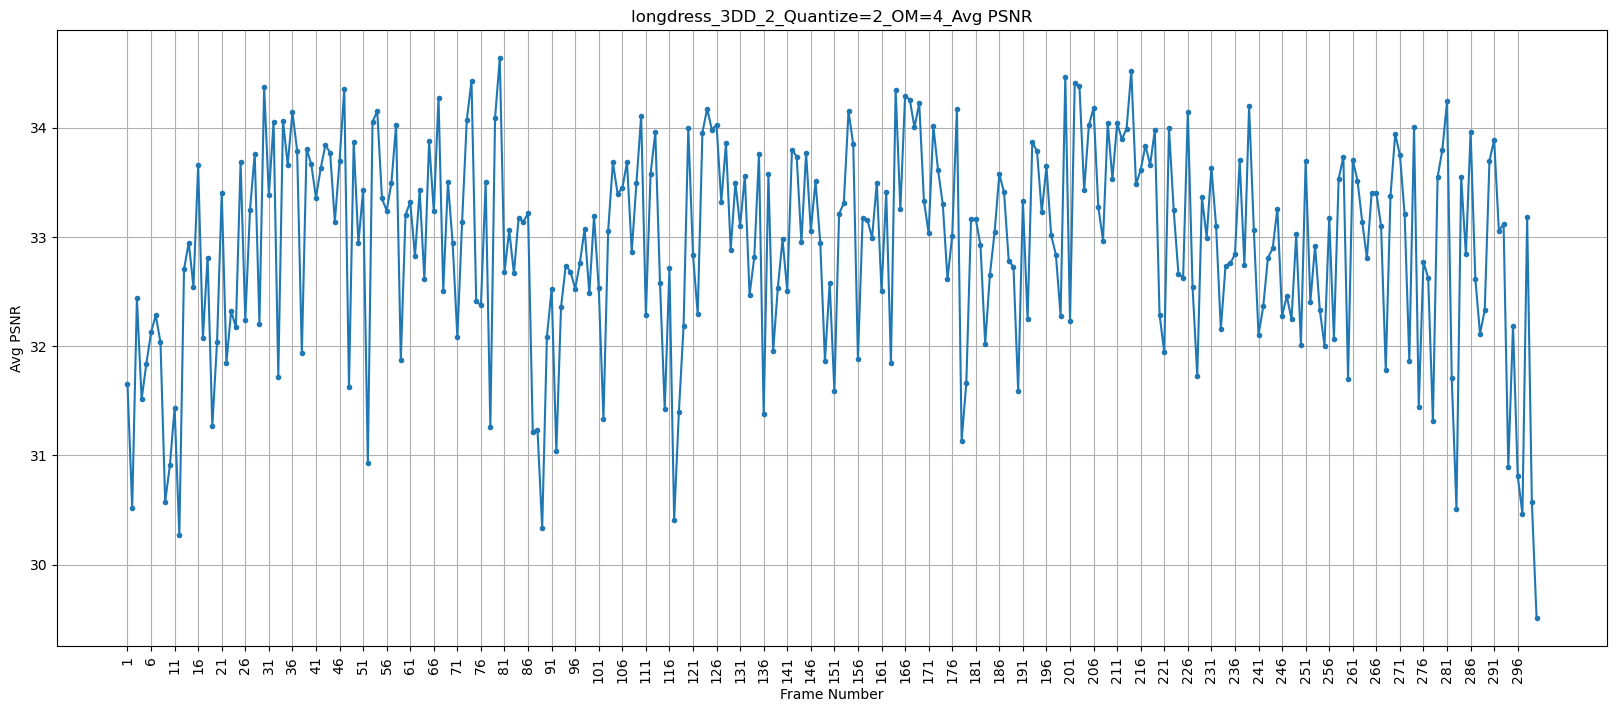 longdress_3DD_2_Quantize=2_OM=4_Avg PSNR
Avg PSNR
34
33
32
31
30
1 6 11 16 21 26 31 36 41 46 51 56 61 66 71 76 81 86 91 96 101 106 111 116 121 126 131 136 141 146 151 156 161 166 171 176 181 186 191 196 201 206 211 216 221 226 231 236 241 246 251 256 261 266 271 276 281 286 291 296
Frame Number